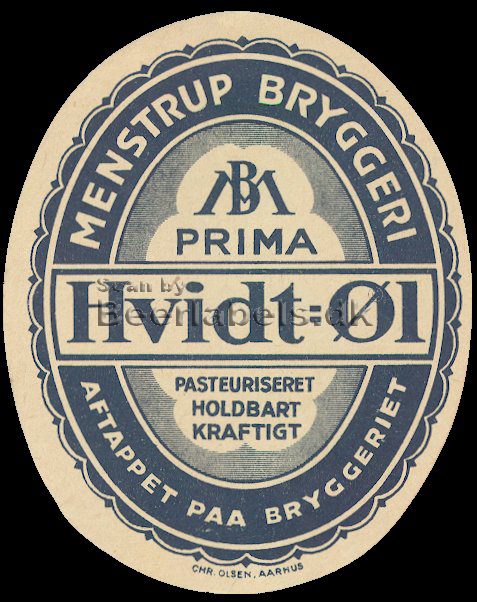 MENSTRUP BRYGGERI
MB
PRIMA
Scan by
Hvidt=Øl
Beerlabels.dk
PASTEURISERET
HOLDBART
KRAFTIGT
AFTAPPET PAA BRYGGERIET
CHR. OLSEN, AARHUS